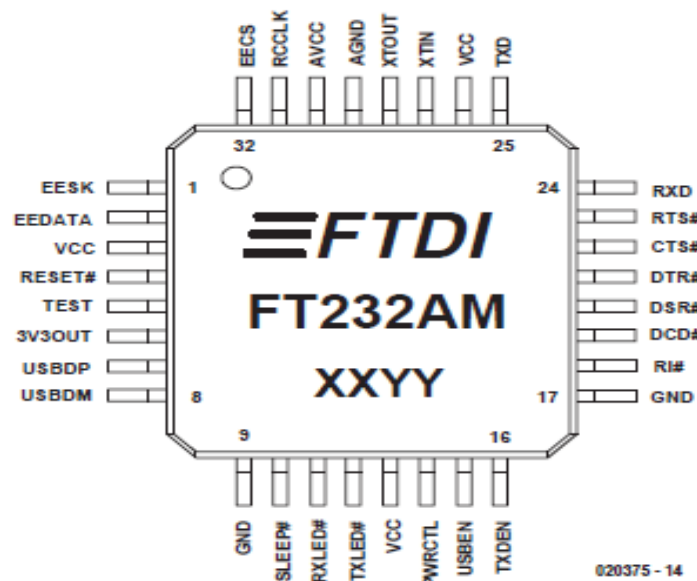 EECS
RCCLK
AVCC
AGND
XTOUT
XTIN
VCC
TXD
32
25
EESK
1
24
RXD
EEDATA
RTS#
VCC
CTS#
RESET#
DTR#
TEST
DSR#
3V3OUT
DCD#
USBDP
RI#
USBDM
8
17
GND
FTDI
FT232AM
XXYY
9
16
GND
SLEEP#
RXLED#
TXLED#
VCC
PWRCTL
USBEN
TXDEN
020375 - 14